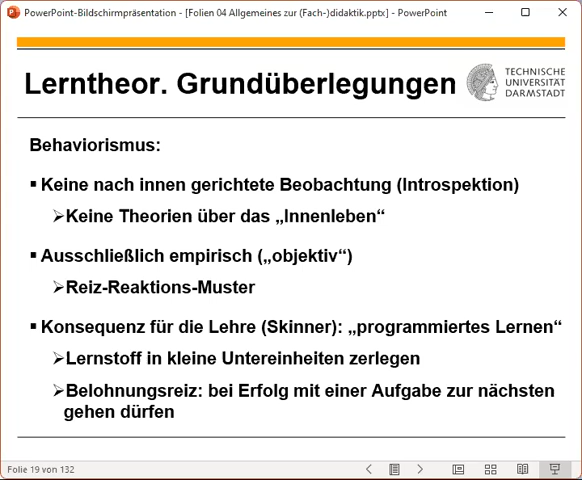 PowerPoint-Bildschirmpräsentation - [Folien 04 Allgemeines zur (Fach-)didaktik.pptx] - PowerPoint
Lerntheor. Grundüberlegungen
TECHNISCHE
UNIVERSITÄT
DARMSTADT
Behaviorismus:
▪ Keine nach innen gerichtete Beobachtung (Introspektion)
➢Keine Theorien über das „Innenleben“
▪ Ausschließlich empirisch („objektiv“)
➢Reiz-Reaktions-Muster
▪ Konsequenz für die Lehre (Skinner): „programmiertes Lernen“
➢Lernstoff in kleine Untereinheiten zerlegen
➢Belohnungsreiz: bei Erfolg mit einer Aufgabe zur nächsten
gehen dürfen
Folie 19 von 132